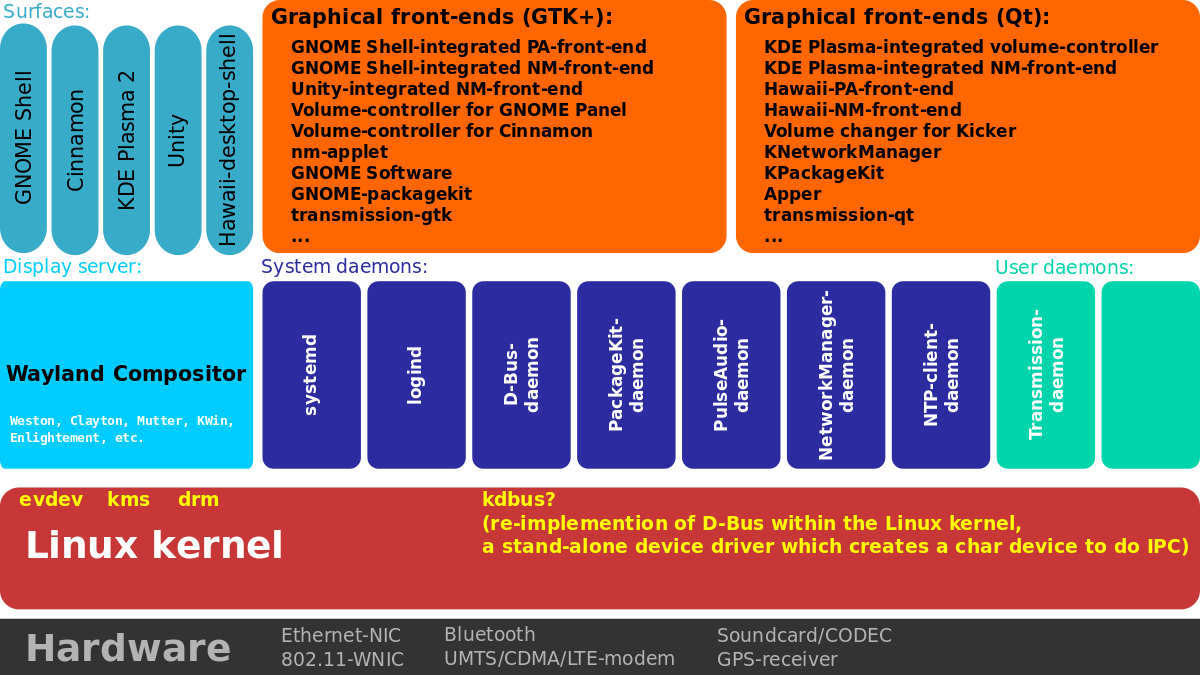 Surfaces:
GNOME Shell
Cinnamon
KDE Plasma 2
Unity
Hawaii-desktop-shell
Graphical front-ends (GTK+):
GNOME Shell-integrated PA-front-end
GNOME Shell-integrated NM-front-end
Unity-integrated NM-front-end
Volume-controller for GNOME Panel
Volume-controller for Cinnamon
nm-applet
GNOME Software
GNOME-packagekit
transmission-gtk
...
Graphical front-ends (Qt):
KDE Plasma-integrated volume-controller
KDE Plasma-integrated NM-front-end
Hawaii-PA-front-end
Hawaii-NM-front-end
Volume changer for Kicker
KNetworkManager
KPackageKit
Apper
transmission-qt
...
Display server:
Wayland Compositor
Weston, Clayton, Mutter, KWin,
Enlightement, etc.
System daemons:
systemd
logind
D-Bus-
daemon
PackageKit-
daemon
PulseAudio-
daemon
NetworkManager-
daemon
NTP-client-
daemon
User daemons:
Transmission-
daemon
evdev kms drm
Linux kernel
kdbus?
(re-implemention of D-Bus within the Linux kernel,
a stand-alone device driver which creates a char device to do IPC)
Hardware
Ethernet-NIC
802.11-WNIC
Bluetooth
UMTS/CDMA/LTE-modem
Soundcard/CODEC
GPS-receiver